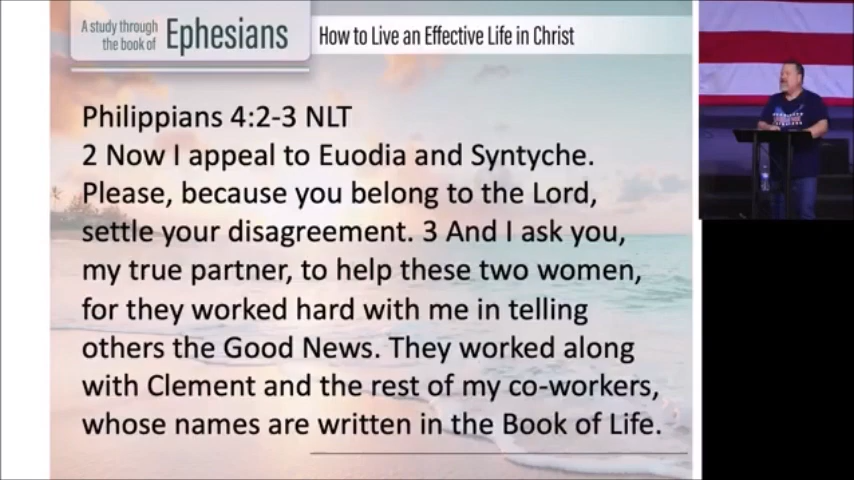 A study through
the book of
Ephesians
How to Live an Effective Life in Christ
Philippians 4:2-3 NLT
2 Now I appeal to Euodia and Syntyche.
Please, because you belong to the Lord,
settle your disagreement. 3 And I ask you,
my true partner, to help these two women,
for they worked hard with me in telling
others the Good News. They worked along
with Clement and the rest of my co-workers,
whose names are written in the Book of Life.